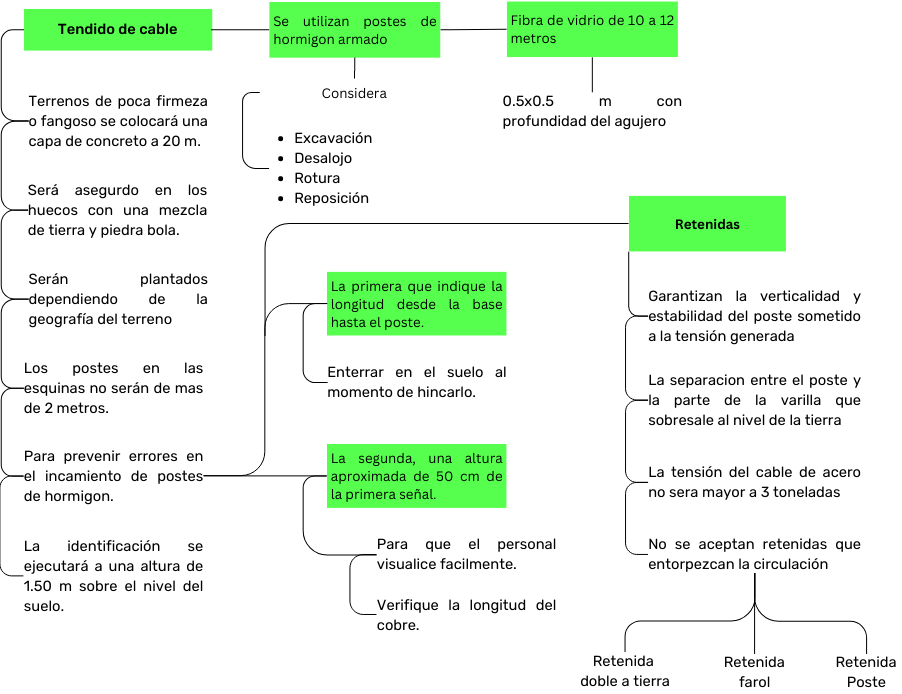 Tendido de cable
Se utilizan postes de
hormigon armado
Fibra de vidrio de 10 a 12
metros
Considera
Excavación
Desalojo
Rotura
Reposición
0.5x0.5 m con
profundidad del agujero
Terrenos de poca firmeza
o fangoso se colocará una
capa de concreto a 20 m.
Será asegurdo en los
huecos con una mezcla
de tierra y piedra bola.
Serán plantados
dependiendo de la
geografía del terreno
Los postes en las
esquinas no serán de mas
de 2 metros.
Para prevenir errores en
el incamiento de postes
de hormigon.
La identificación se
ejecutará a una altura de
1.50 m sobre el nivel del
suelo.
La primera que indique la
longitud desde la base
hasta el poste.
Enterrar en el suelo al
momento de hincarlo.
La segunda, una altura
aproximada de 50 cm de
la primera señal.
Para que el personal
visualice facilmente.
Verifique la longitud del
cobre.
Retenidas
Garantizan la verticalidad y
estabilidad del poste sometido
a la tensión generada
La separacion entre el poste y
la parte de la varilla que
sobresale al nivel de la tierra
La tensión del cable de acero
no sera mayor a 3 toneladas
No se aceptan retenidas que
entorpezcan la circulación
Retenida
doble a tierra
Retenida
farol
Retenida
Poste